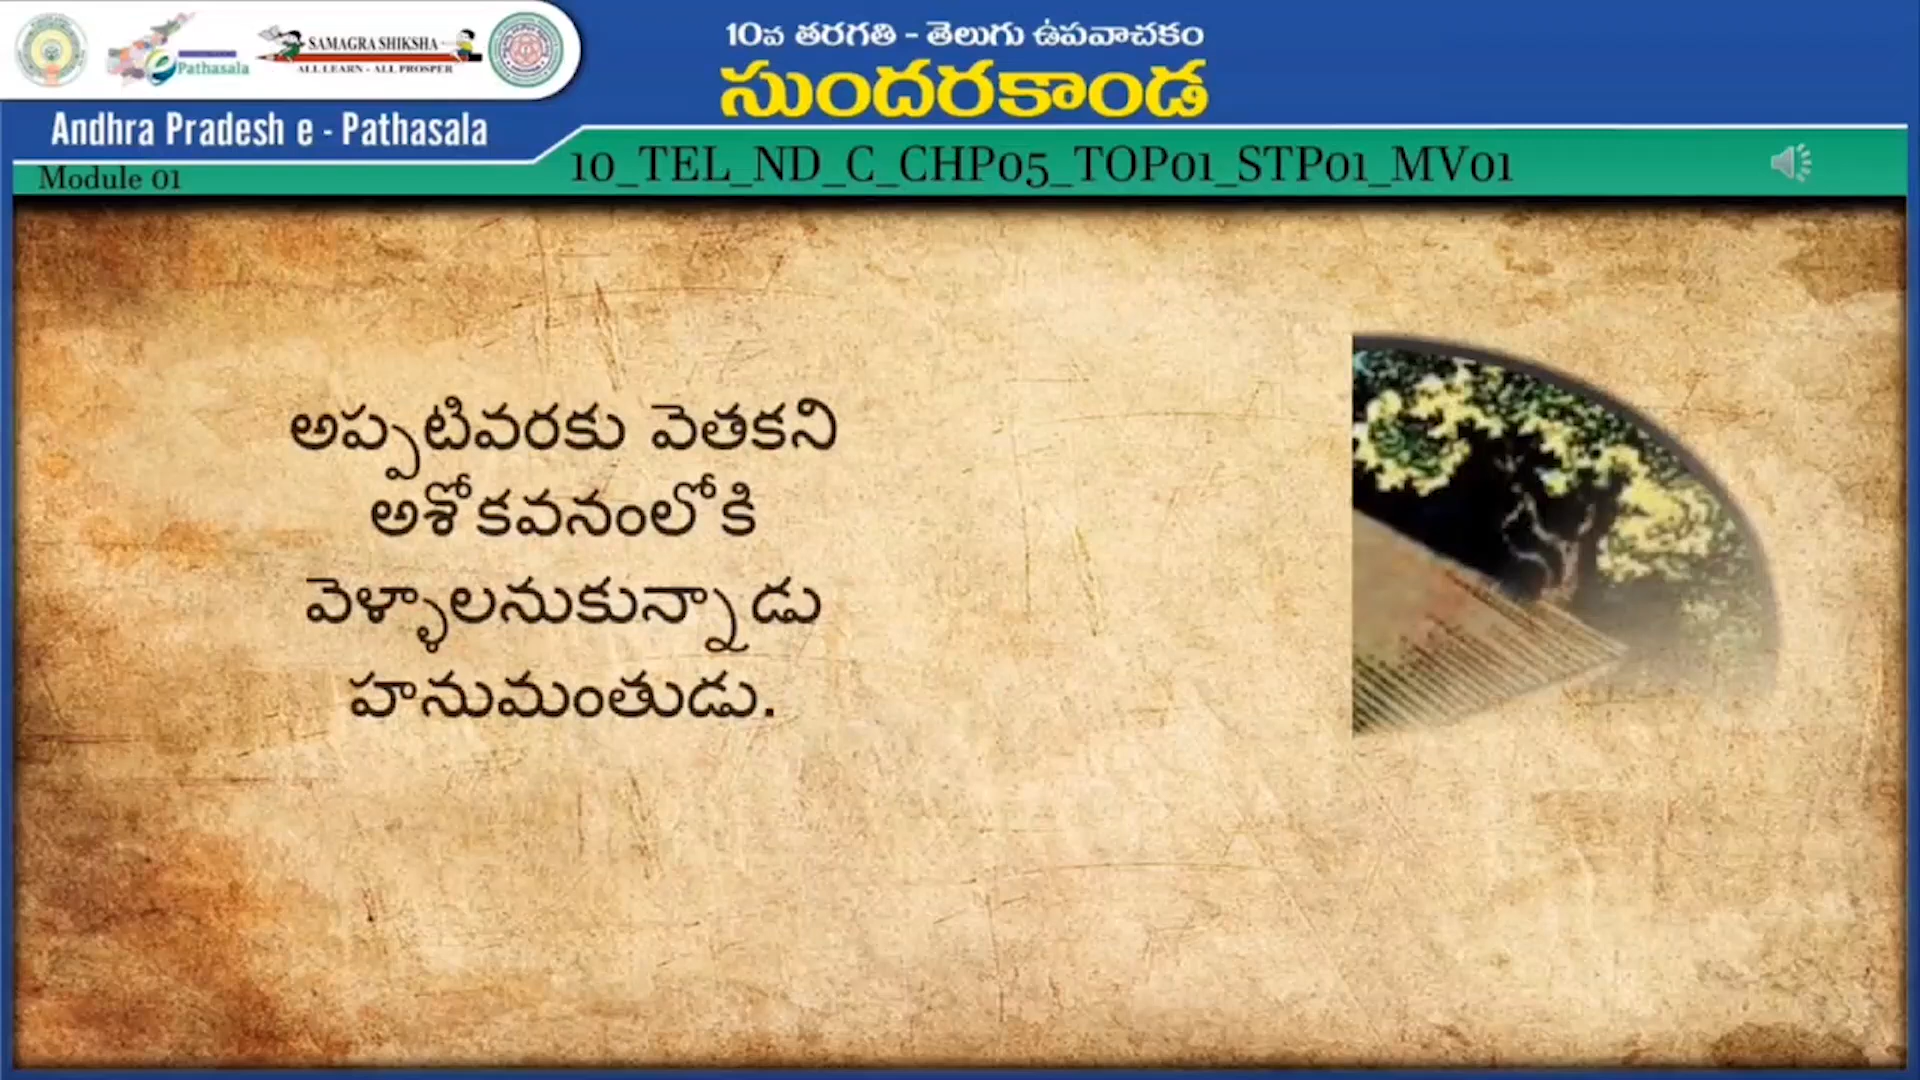 10వ తరగతి - తెలుగు ఉపవాచకం
సుందరకాండ
Pathasala
SAMAGRA SHIKSHA
ALL LEARN - ALL PROSPER
Andhra Pradesh e - Pathasala
Module 01
10_TEL_ND_C_CHP05_TOP01_STP01_MV01
అప్పటివరకు వెతకని
అశోకవనంలోకి
వెళ్ళాలనుకున్నాడు
హనుమంతుడు.